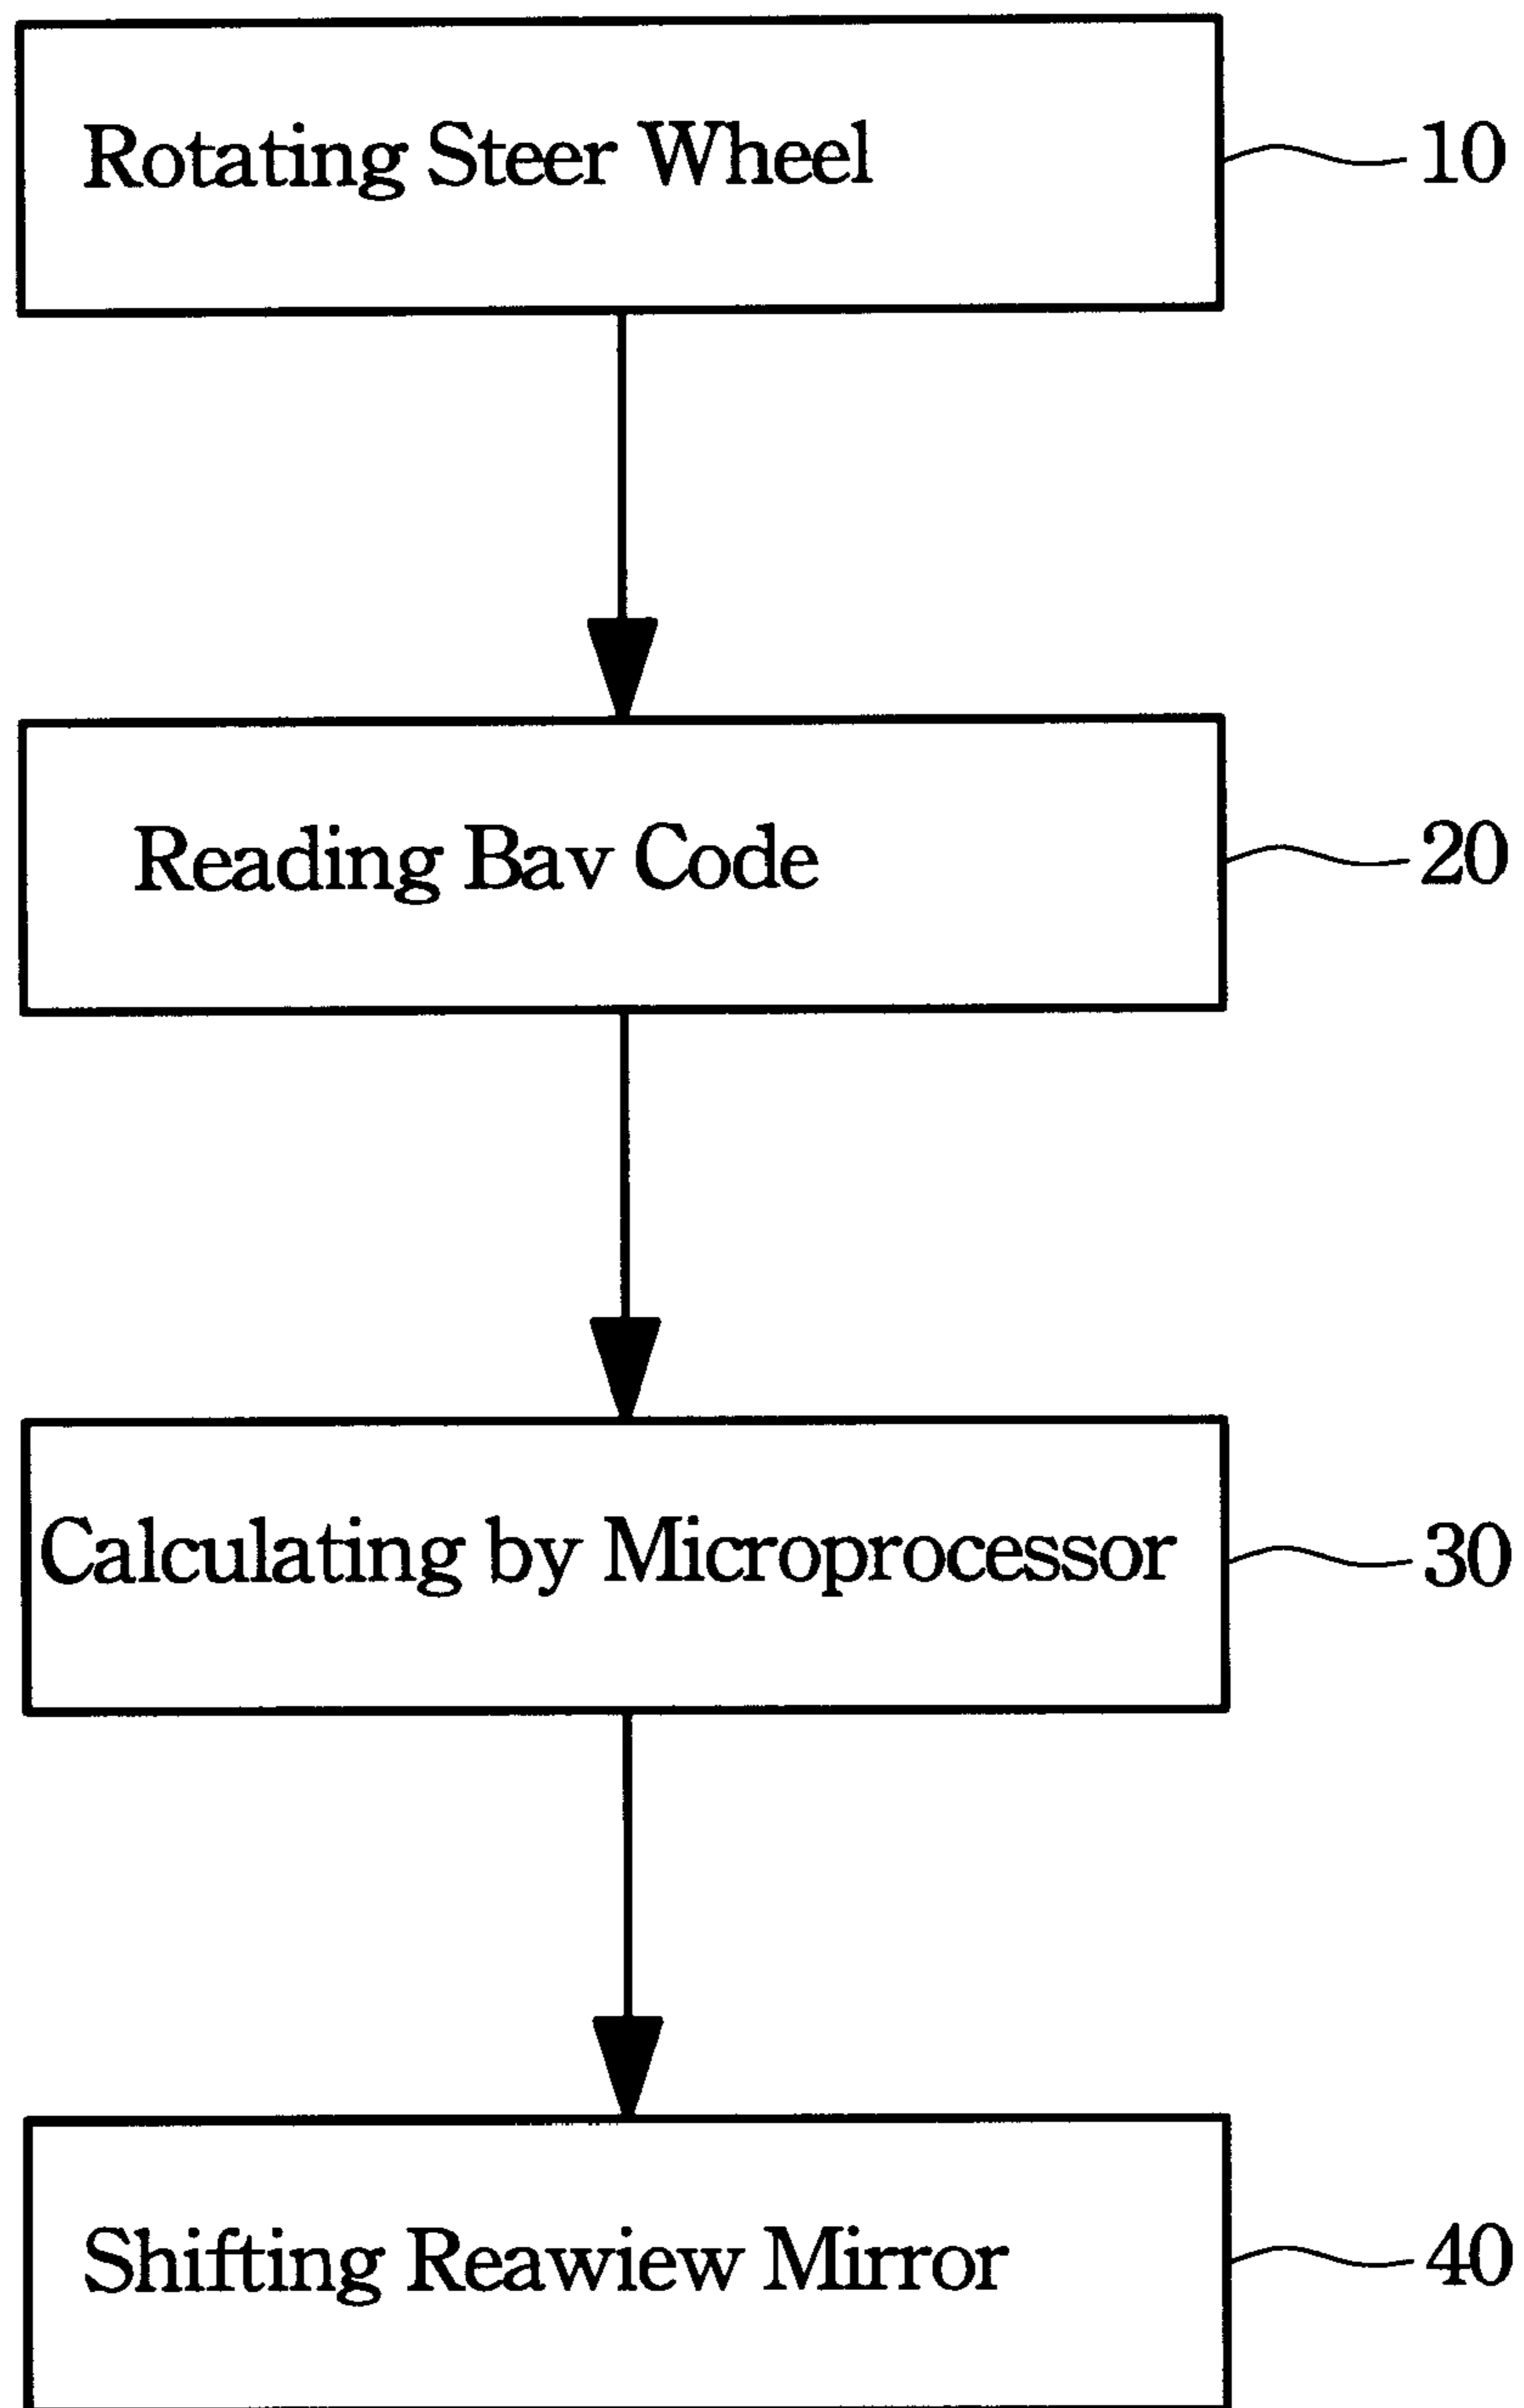 Rotating Steer Wheel
10
Reading Bav Code
20
Calculating by Microprocessor
30
Shifting Reawiew Mirror
40